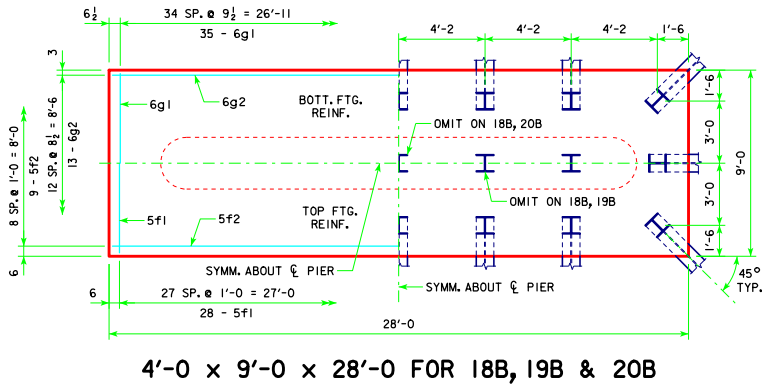 6½
34 SP.@ 9½ = 26'-11
35 - 6g1
4'-2
4'-2
4'-2
1'-6
3
6g1
6g2
BOTT. FTG.
REINF.
1'-6
OMIT ON 18B, 20B
8 SP.@ 1'-0 = 8'-0
9 - 5f2
12 SP.@ 8½ = 8'-6
13 - 6g2
3'-0
9'-0
OMIT ON 18B, 19B
3'-0
5f1
5f2
TOP FTG.
REINF.
1'-6
6
SYMM. ABOUT ℄ PIER
45°
TYP.
6
27 SP.@ 1'-0 = 27'-0
28 - 5f1
SYMM. ABOUT ℄ PIER
28'-0
4'-0 x 9'-0 x 28'-0 FOR 18B, 19B & 20B